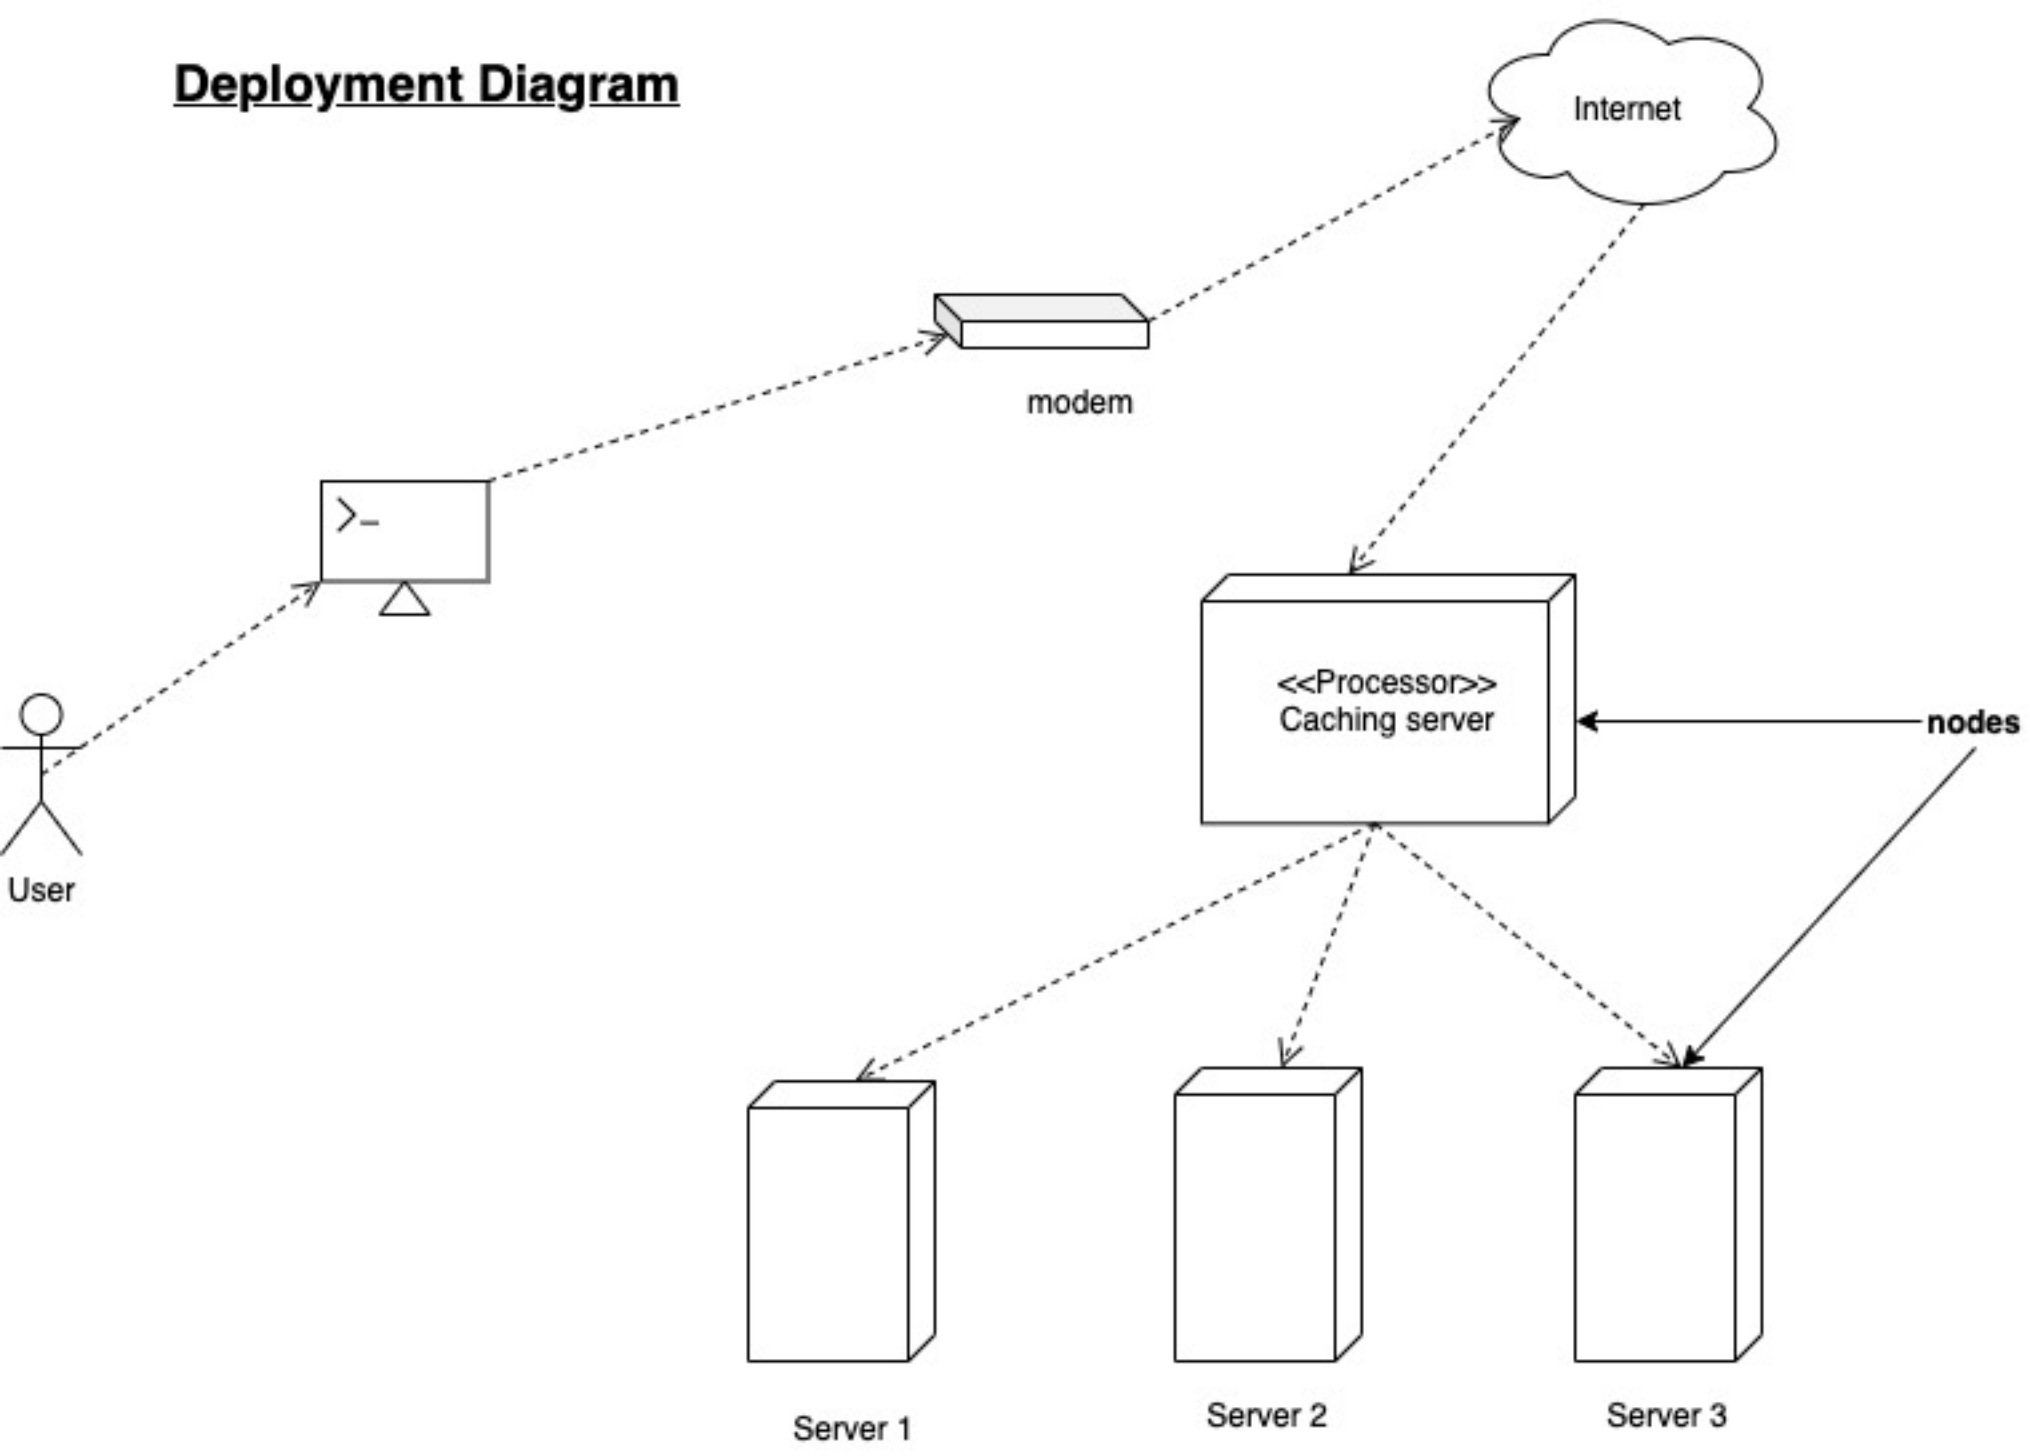 Deployment Diagram
Internet
modem
>_
<<Processor>>
Caching server
nodes
User
Server 1
Server 2
Server 3